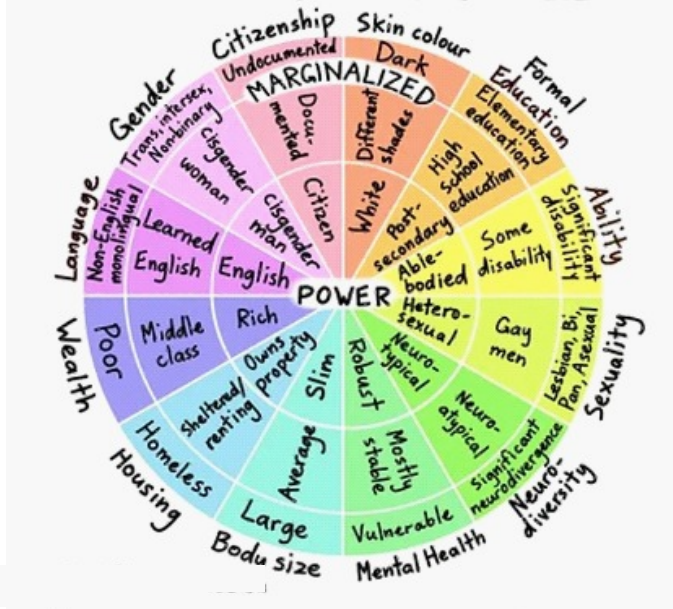 Citizenship
Undocumented
Docu-
mented
Citizen
Skin colour
Dark
Different
shades
White
Formal
Education
Elementary
education
High
school
education
Post-
secondary
Ability
Significant
disability
Some
disability
Able-
bodied
Sexuality
Lesbian, Bi,
Pan, Asexual
Gay
men
Hetero-
sexual
Neuro-
diversity
Significant
neurodivergence
Neuro-
atypical
Neuro-
typical
Mental Health
Vulnerable
Mostly
stable
Robust
Body size
Large
Average
Slim
Housing
Homeless
Sheltered/
renting
Owns
property
Wealth
Poor
Middle
class
Rich
Language
Non-English
monolingual
Learned
English
English
Gender
Trans, intersex,
Non-binary
cisgender
woman
cisgender
man
MARGINALIZED
POWER